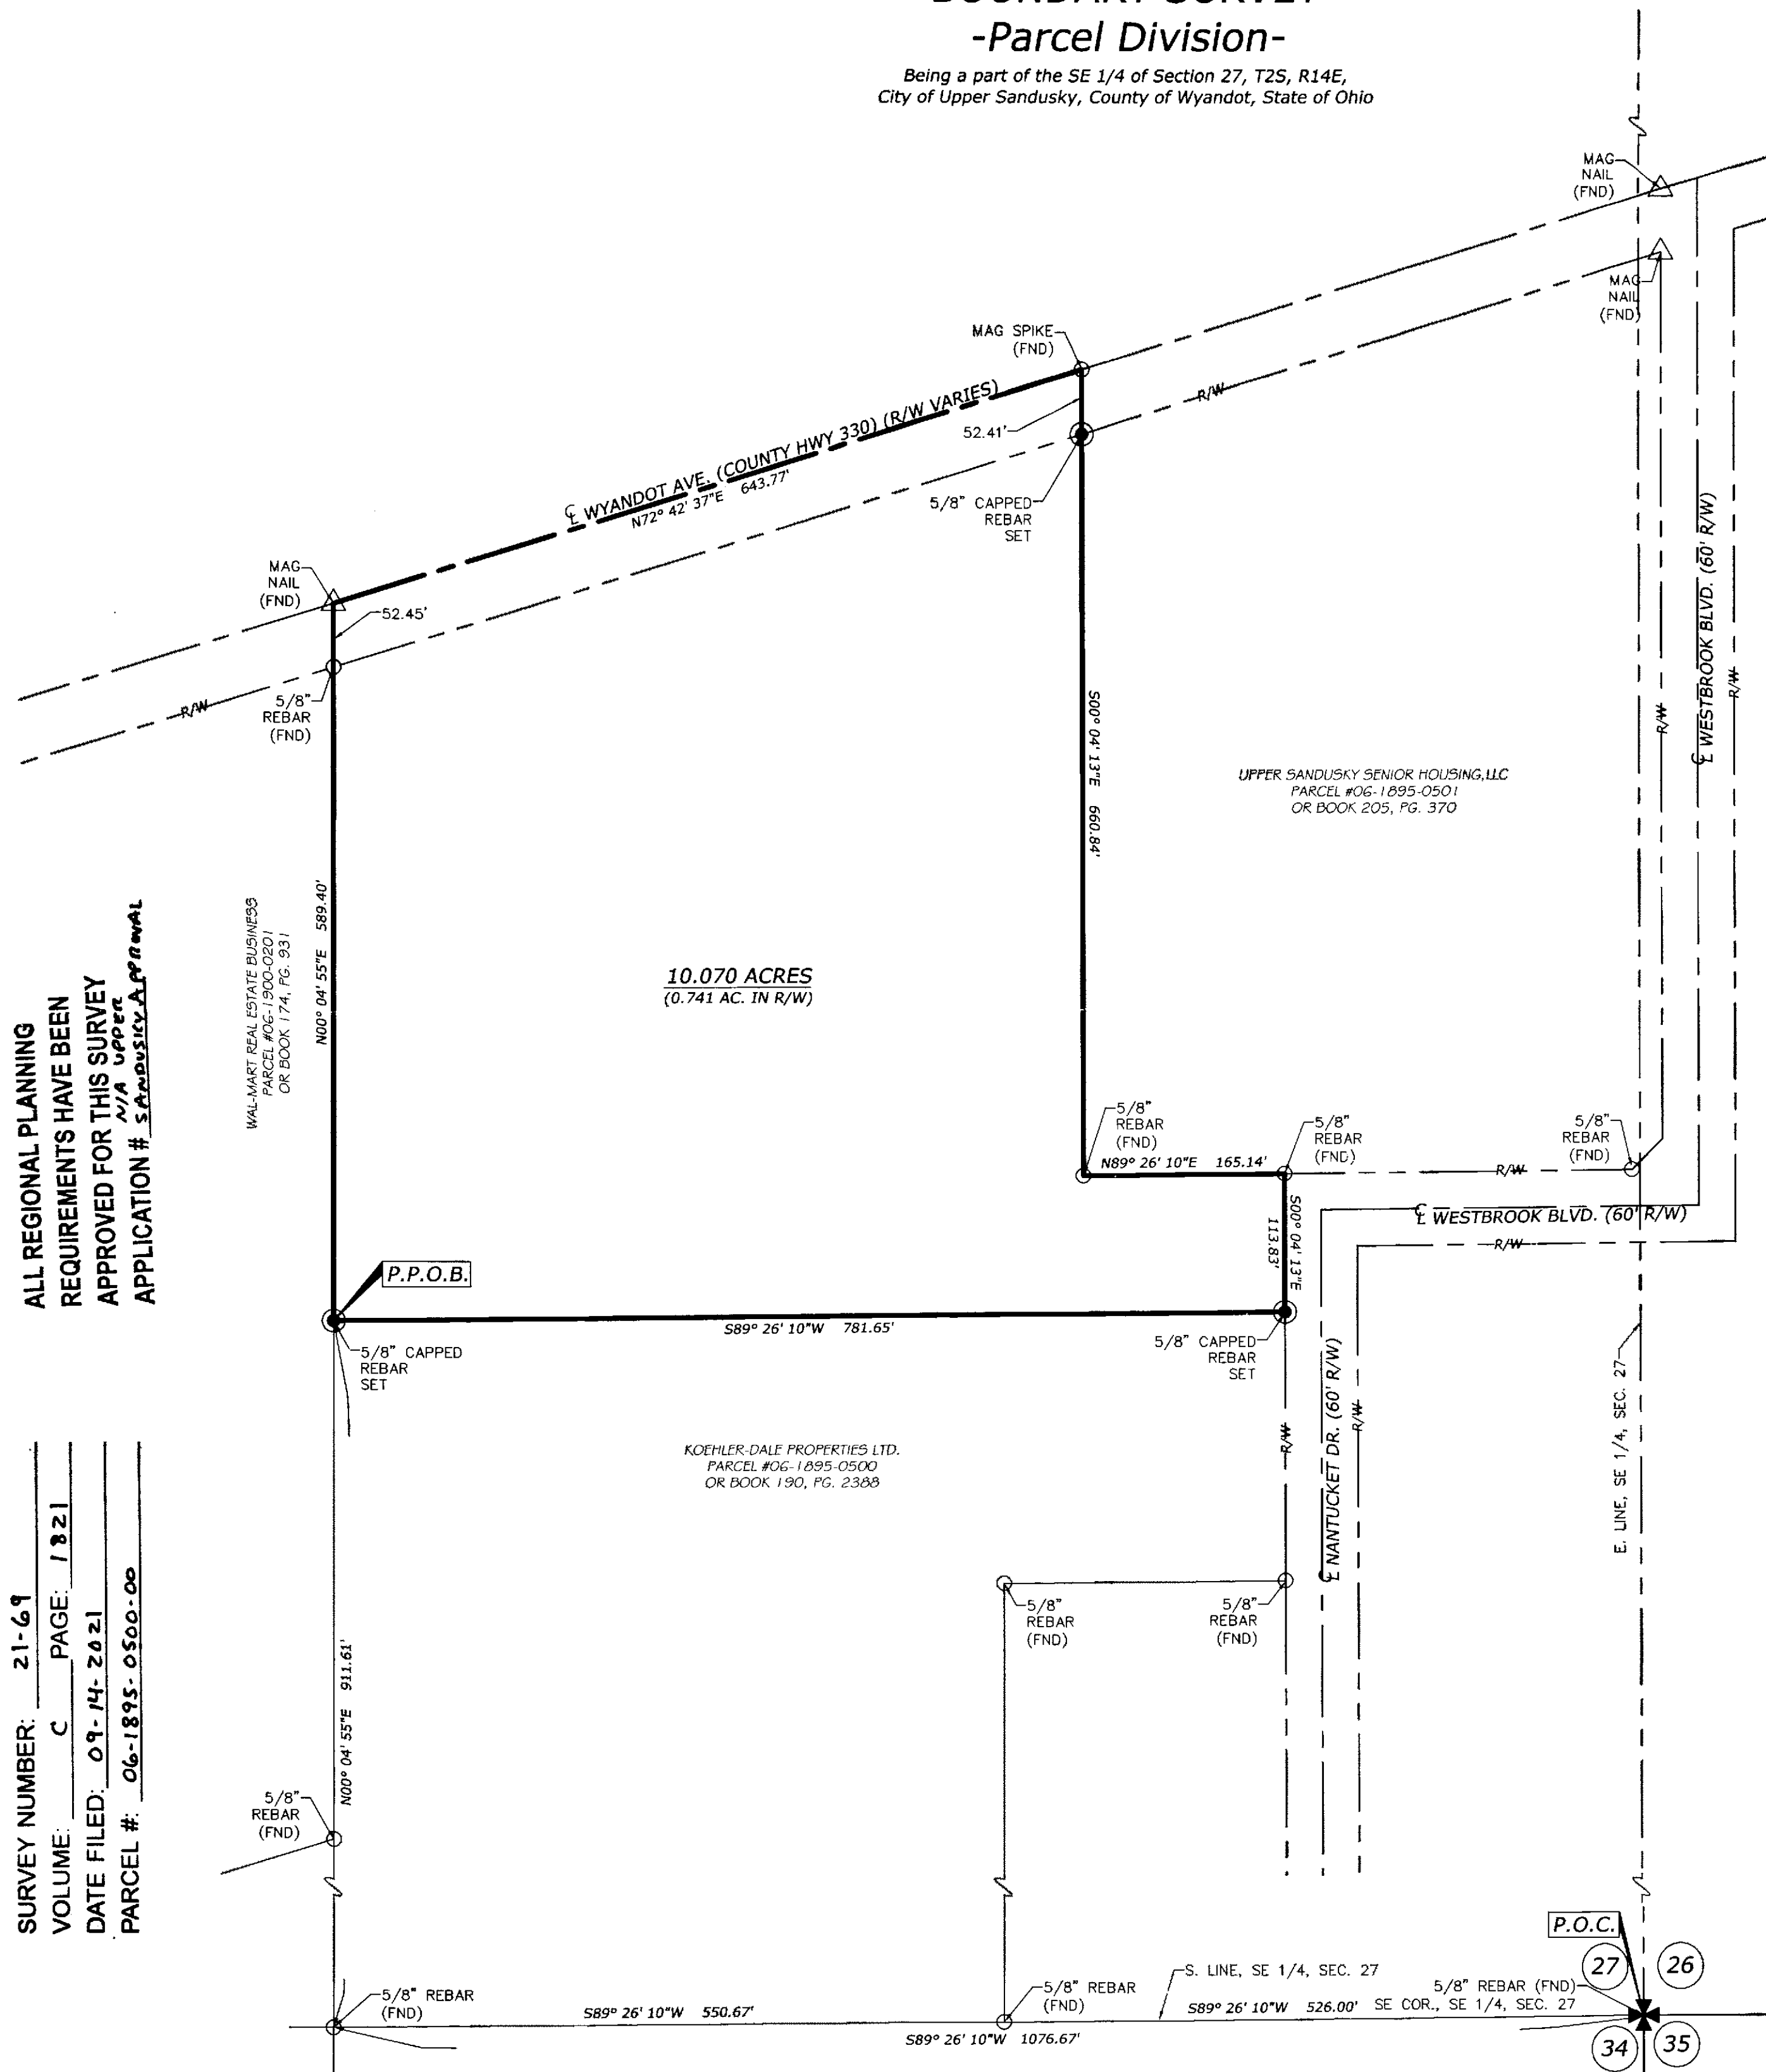 -Parcel Division-
Being a part of the SE 1/4 of Section 27, T2S, R14E,
City of Upper Sandusky, County of Wyandot, State of Ohio
MAG
NAIL
(FND)
MAG
NAIL
(FND)
MAG SPIKE
(FND)
R/W
52.41'
℄ WYANDOT AVE. (COUNTY HWY 330) (R/W VARIES)
N72° 42' 37"E 643.77'
5/8" CAPPED
REBAR
SET
MAG
NAIL
(FND)
52.45'
5/8"
REBAR
(FND)
R/W
S00° 04' 13"E 660.84'
UPPER SANDUSKY SENIOR HOUSING, LLC
PARCEL #06-1895-0501
OR BOOK 205, PG. 370
R/W
℄ WESTBROOK BLVD. (60' R/W)
R/W
N00° 04' 55"E 589.40'
WAL-MART REAL ESTATE BUSINESS
PARCEL #06-1900-0201
OR BOOK 174, PG. 931
10.070 ACRES
(0.741 AC. IN R/W)
ALL REGIONAL PLANNING
REQUIREMENTS HAVE BEEN
APPROVED FOR THIS SURVEY
N/A UPPER
APPLICATION # SANDUSKY APPROVAL
5/8"
REBAR
(FND)
5/8"
REBAR
(FND)
5/8"
REBAR
(FND)
N89° 26' 10"E 165.14'
R/W
S00° 04' 13"E
113.83'
℄ WESTBROOK BLVD. (60' R/W)
R/W
P.P.O.B.
S89° 26' 10"W 781.65'
5/8" CAPPED
REBAR
SET
5/8" CAPPED
REBAR
SET
R/W
℄ NANTUCKET DR. (60' R/W)
R/W
E. LINE, SE 1/4, SEC. 27
KOEHLER-DALE PROPERTIES LTD.
PARCEL #06-1895-0500
OR BOOK 190, PG. 2388
5/8"
REBAR
(FND)
5/8"
REBAR
(FND)
SURVEY NUMBER: 21-69
VOLUME: C PAGE: 1821
DATE FILED: 09-14-2021
PARCEL #: 06-1895-0500-00
N00° 04' 55"E 911.61'
5/8"
REBAR
(FND)
P.O.C.
27
26
5/8" REBAR
(FND)
S89° 26' 10"W 550.67'
5/8" REBAR
(FND)
S. LINE, SE 1/4, SEC. 27
5/8" REBAR (FND)
S89° 26' 10"W 526.00'
SE COR., SE 1/4, SEC. 27
S89° 26' 10"W 1076.67'
34
35